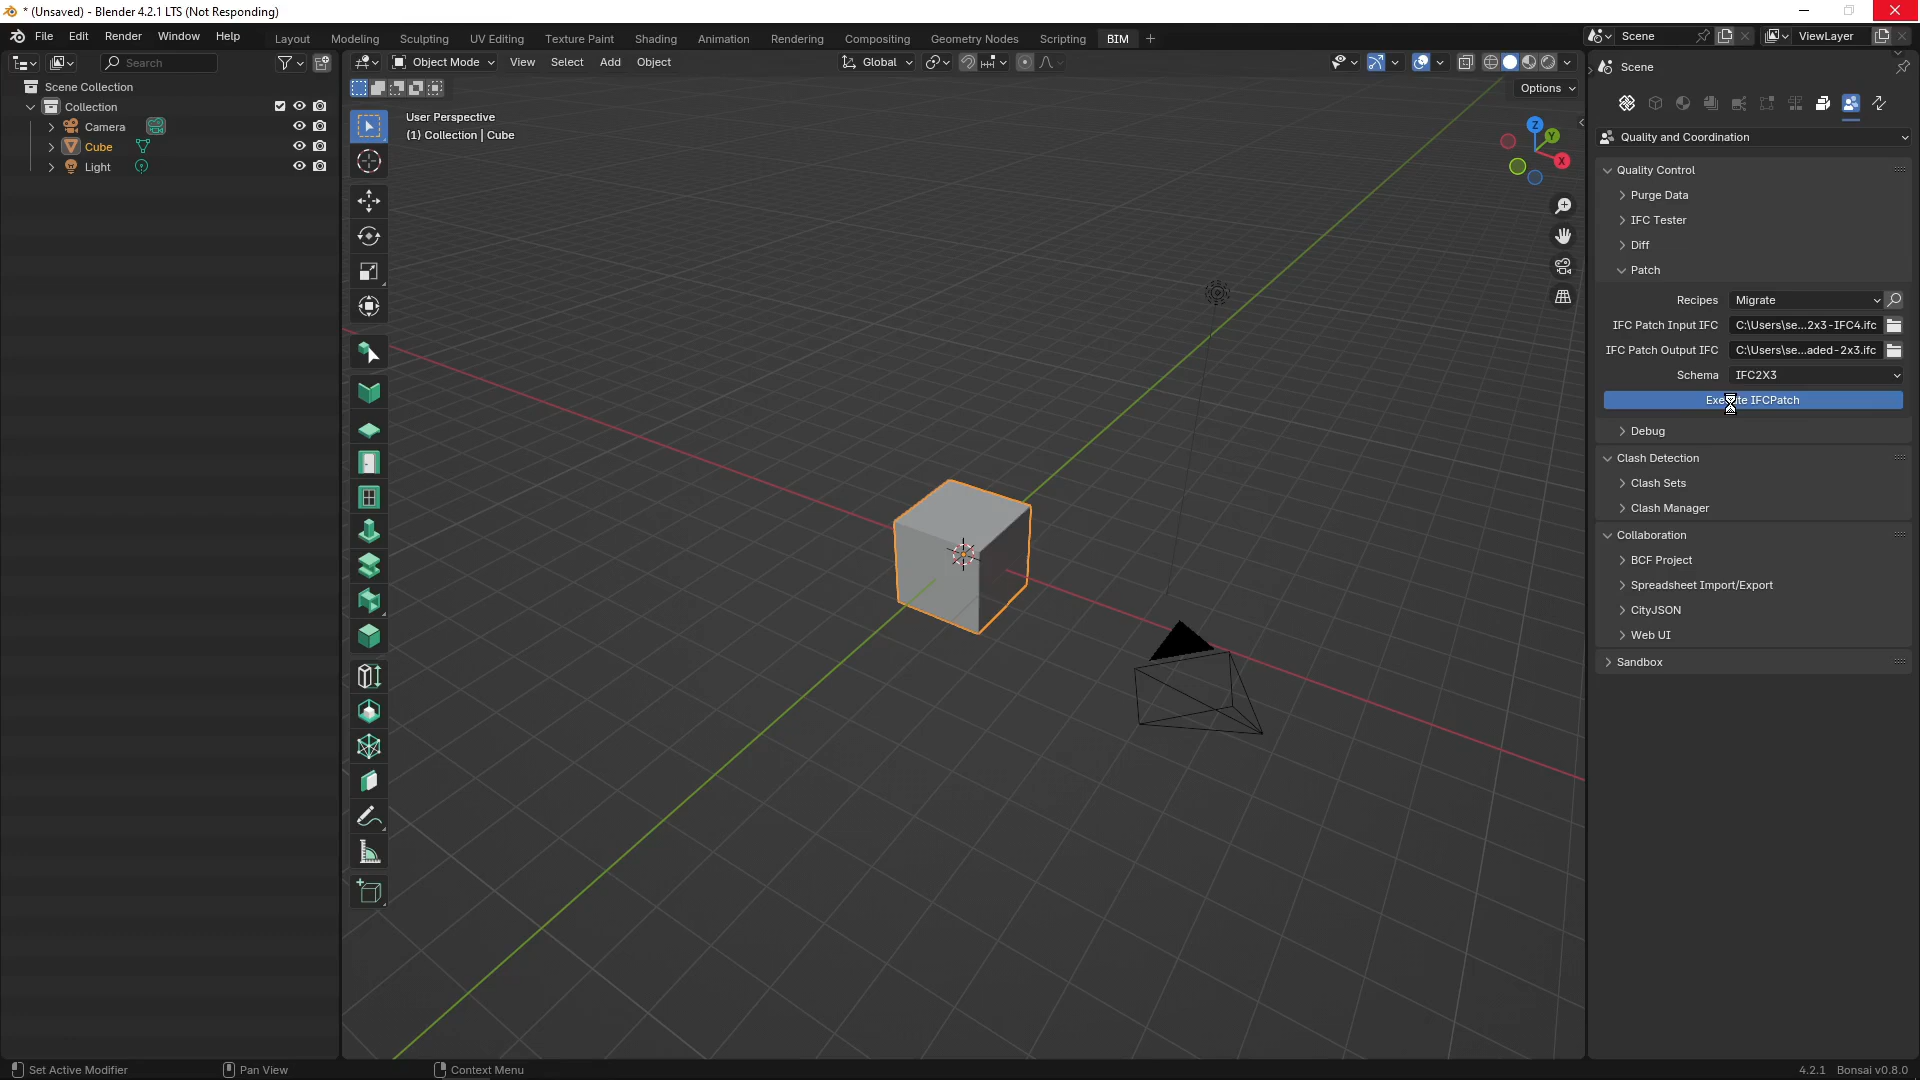 * (Unsaved) - Blender 4.2.1 LTS (Not Responding)
File Edit Render Window Help
Layout Modeling Sculpting UV Editing Texture Paint Shading Animation Rendering Compositing Geometry Nodes Scripting BIM +
Scene
ViewLayer
Search
Object Mode View Select Add Object
Global
Options
Scene Collection
Collection
Camera
Cube
Light
User Perspective
(1) Collection | Cube
Z
Y
X
Scene
Quality and Coordination
Quality Control
Purge Data
IFC Tester
Diff
Patch
Recipes Migrate
IFC Patch Input IFC C:\Users\se...2x3-IFC4.ifc
IFC Patch Output IFC C:\Users\se...aded-2x3.ifc
Schema IFC2X3
IFCPatch
Debug
Clash Detection
Clash Sets
Clash Manager
Collaboration
BCF Project
Spreadsheet Import/Export
CityJSON
Web UI
Sandbox
Set Active Modifier
Pan View
Context Menu
4.2.1 Bonsai v0.8.0